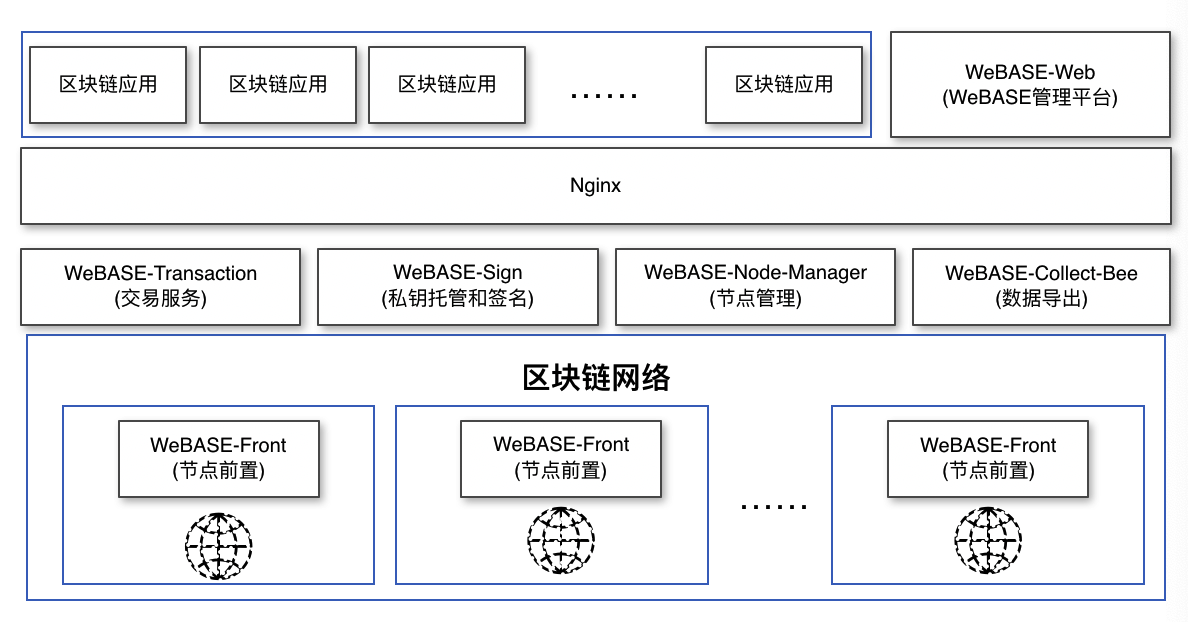 区块链应用
区块链应用
区块链应用
......
区块链应用
WeBASE-Web
(WeBASE管理平台)
Nginx
WeBASE-Transaction
(交易服务)
WeBASE-Sign
(私钥托管和签名)
WeBASE-Node-Manager
(节点管理)
WeBASE-Collect-Bee
(数据导出)
区块链网络
WeBASE-Front
(节点前置)
WeBASE-Front
(节点前置)
......
WeBASE-Front
(节点前置)